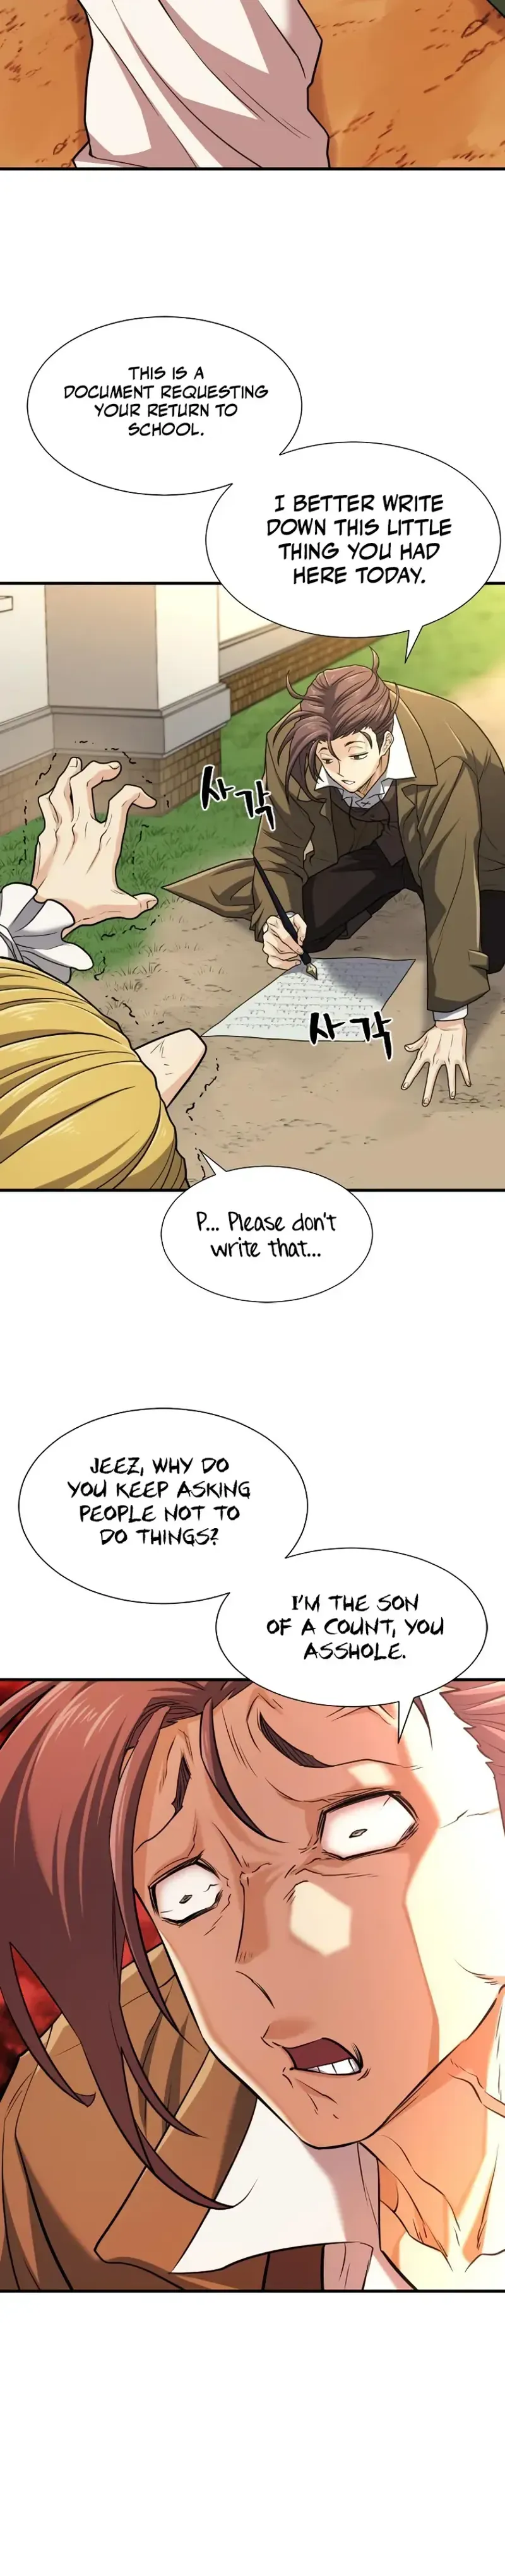 THIS IS A
DOCUMENT REQUESTING
YOUR RETURN TO
SCHOOL.
I BETTER WRITE
DOWN THIS LITTLE
THING YOU HAD
HERE TODAY.
사각
사각
P... Please don't
write that...
JEEZ, WHY DO
YOU KEEP ASKING
PEOPLE NOT TO
DO THINGS?
I'M THE SON
OF A COUNT, YOU
ASSHOLE.